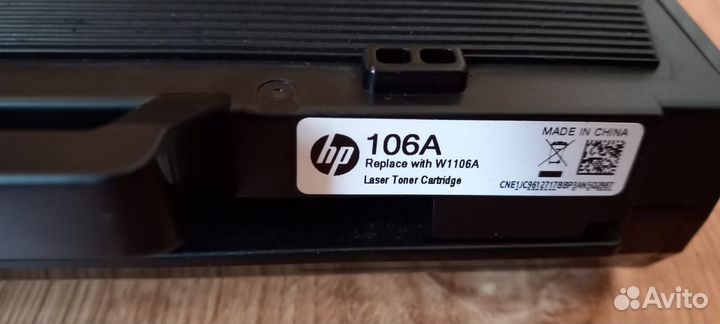 hp
106A
Replace with W1106A
Laser Toner Cartridge
MADE IN CHINA
Avito